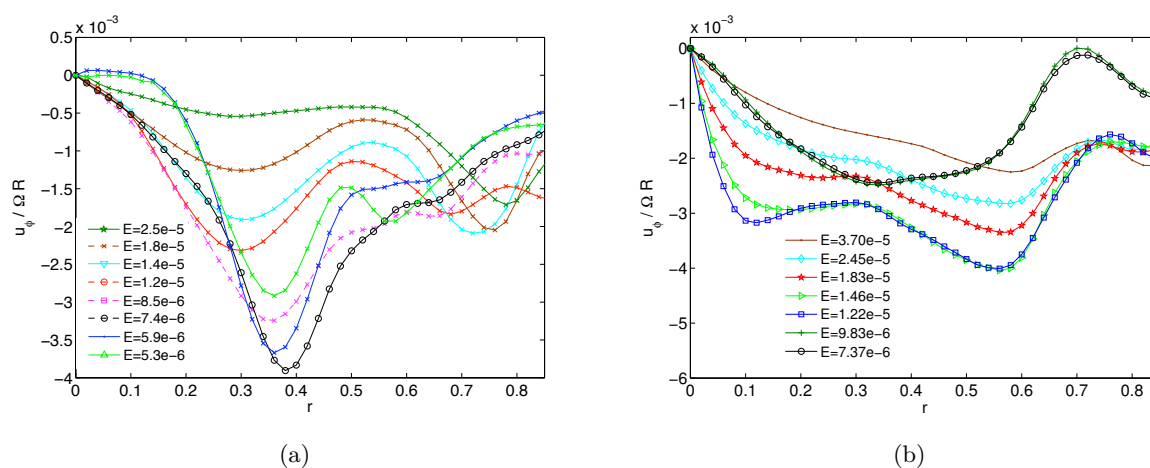 x 10⁻³
0.5
0
−0.5
−1
−1.5
−2
−2.5
−3
−3.5
−4
u_ϕ / Ω R
E=2.5e−5
E=1.8e−5
E=1.4e−5
E=1.2e−5
E=8.5e−6
E=7.4e−6
E=5.9e−6
E=5.3e−6
0 0.1 0.2 0.3 0.4 0.5 0.6 0.7 0.8
r
(a)
x 10⁻³
0
−1
−2
−3
−4
−5
−6
u_ϕ / Ω R
E=3.70e−5
E=2.45e−5
E=1.83e−5
E=1.46e−5
E=1.22e−5
E=9.83e−6
E=7.37e−6
0 0.1 0.2 0.3 0.4 0.5 0.6 0.7 0.8
r
(b)